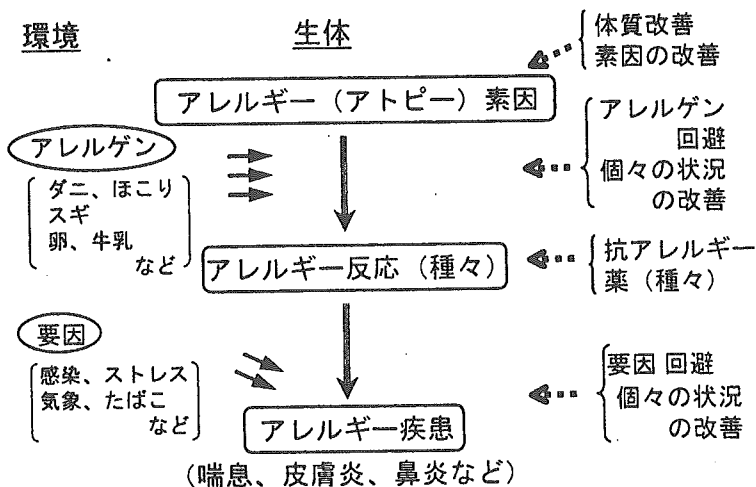 環境
生体
体質改善
素因の改善
アレルギー（アトピー）素因
アレルゲン
ダニ、ほこり
スギ
卵、牛乳
など
アレルゲン
回避
個々の状況
の改善
アレルギー反応（種々）
抗アレルギー
薬（種々）
要因
感染、ストレス
気象、たばこ
など
要因 回避
個々の状況
の改善
アレルギー疾患
（喘息、皮膚炎、鼻炎など）